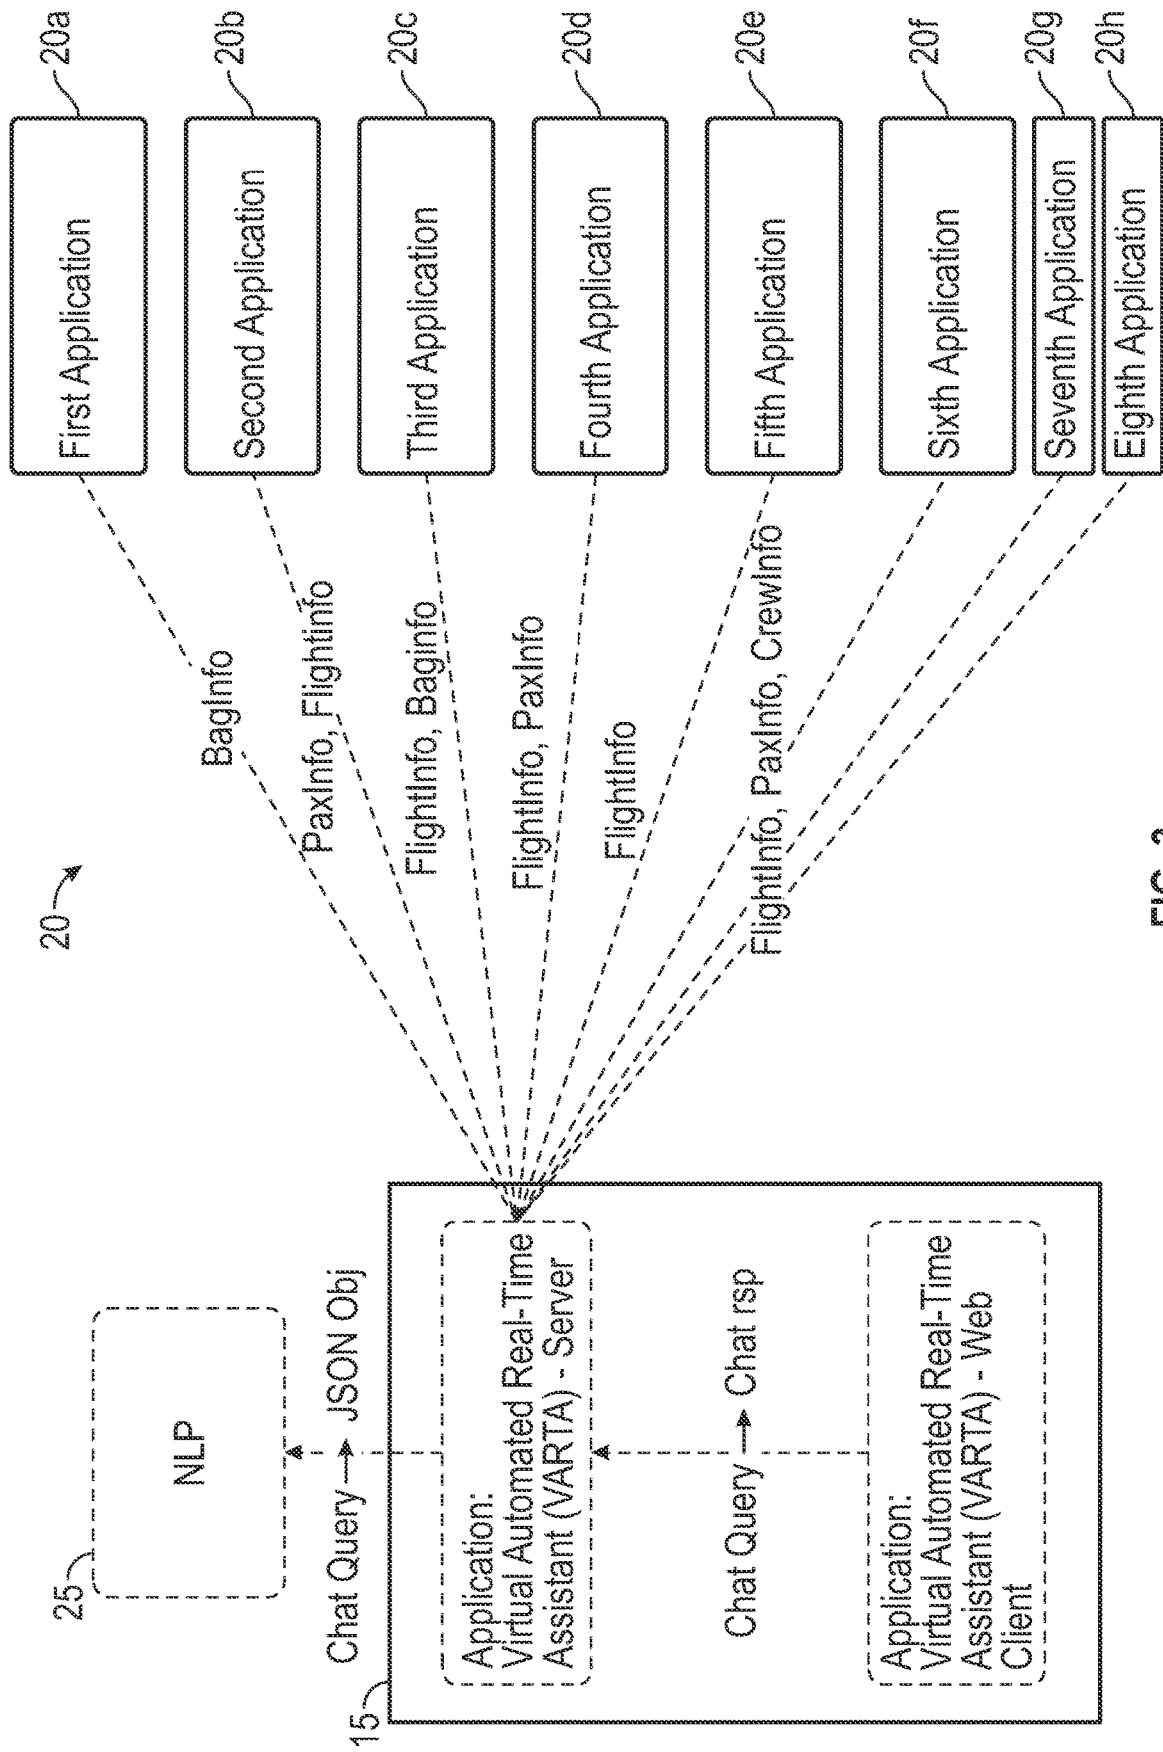 25
NLP
Chat Query → JSON Obj
15
Application:
Virtual Automated Real-Time
Assistant (VARTA) - Server
Chat Query → Chat rsp
Application:
Virtual Automated Real-Time
Assistant (VARTA) - Web
Client
20
BagInfo
PaxInfo, Flightinfo
FlightInfo, Baginfo
FlightInfo, PaxInfo
FlightInfo
FlightInfo, PaxInfo, CrewInfo
First Application
20a
Second Application
20b
Third Application
20c
Fourth Application
20d
Fifth Application
20e
Sixth Application
20f
Seventh Application
20g
Eighth Application
20h
FIG.